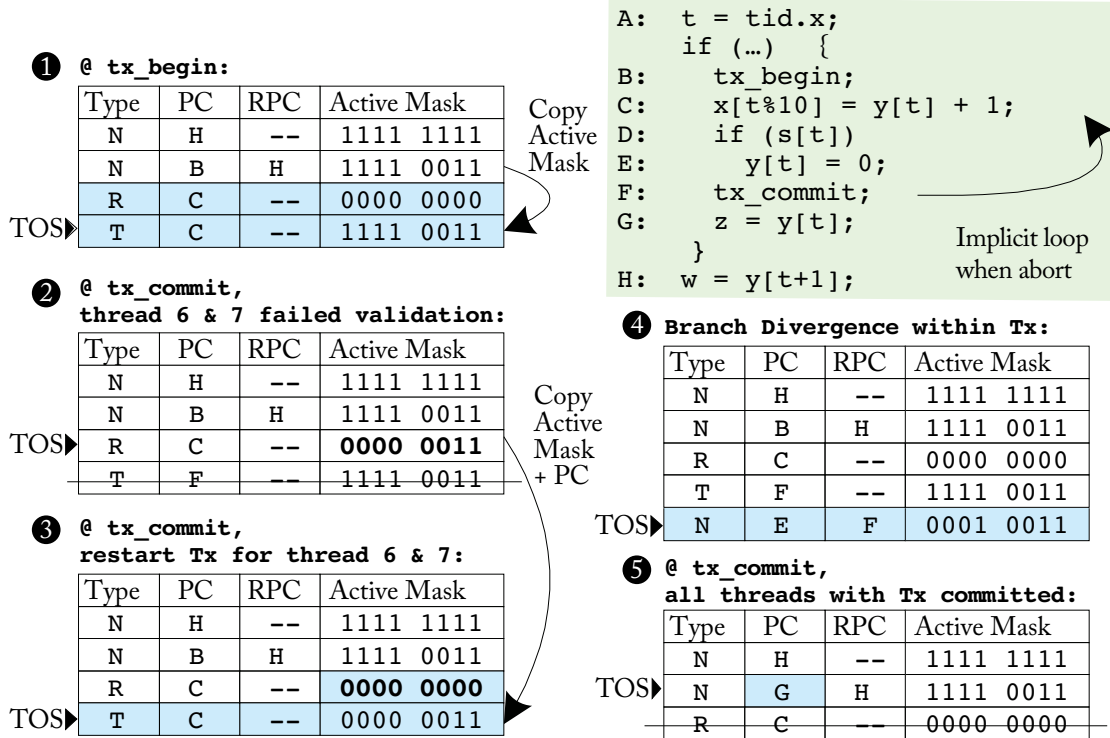 ❶ @ tx_begin:
Type PC RPC Active Mask
N H -- 1111 1111
N B H 1111 0011
R C -- 0000 0000
TOS T C -- 1111 0011
Copy
Active
Mask
❷ @ tx_commit,
thread 6 & 7 failed validation:
Type PC RPC Active Mask
N H -- 1111 1111
N B H 1111 0011
TOS R C -- 0000 0011
T F -- 1111 0011
Copy
Active
Mask
+ PC
❸ @ tx_commit,
restart Tx for thread 6 & 7:
Type PC RPC Active Mask
N H -- 1111 1111
N B H 1111 0011
R C -- 0000 0000
TOS T C -- 0000 0011
A: t = tid.x;
if (…) {
B: tx_begin;
C: x[t%10] = y[t] + 1;
D: if (s[t])
E: y[t] = 0;
F: tx_commit;
G: z = y[t];
}
H: w = y[t+1];
Implicit loop
when abort
❹ Branch Divergence within Tx:
Type PC RPC Active Mask
N H -- 1111 1111
N B H 1111 0011
R C -- 0000 0000
T F -- 1111 0011
TOS N E F 0001 0011
❺ @ tx_commit,
all threads with Tx committed:
Type PC RPC Active Mask
N H -- 1111 1111
TOS N G H 1111 0011
R C -- 0000 0000